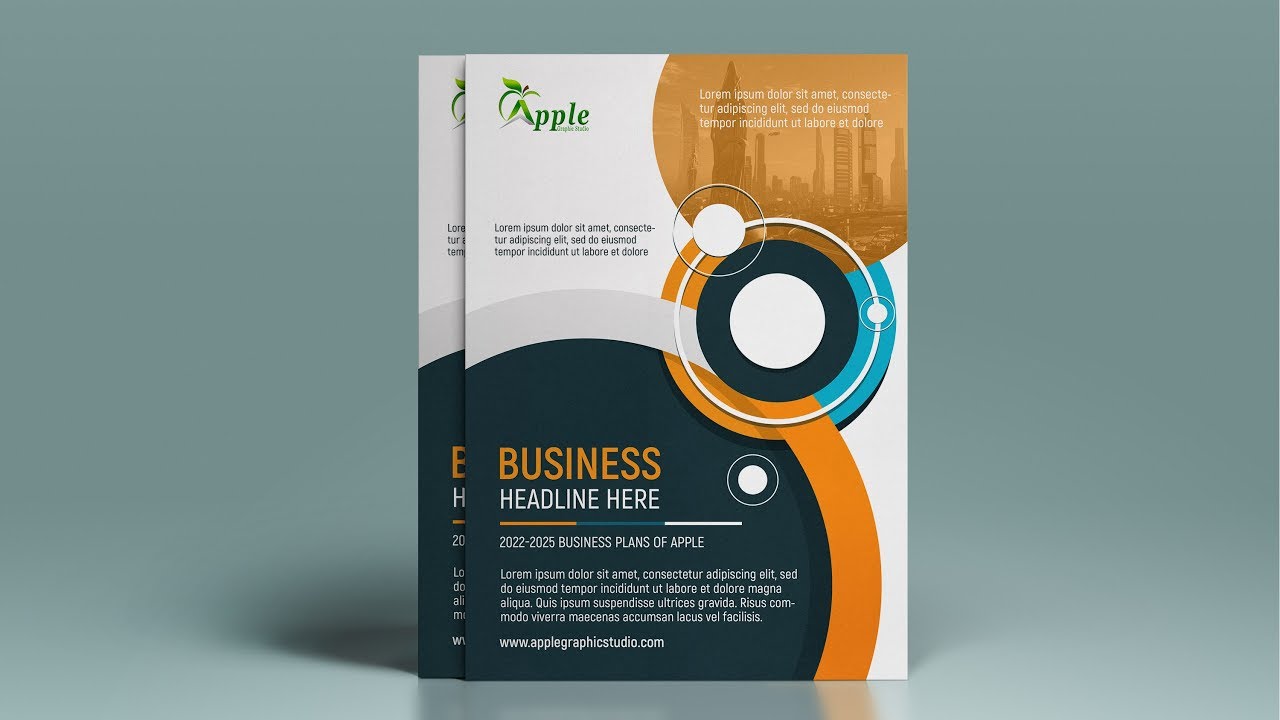 Apple
Graphic Studio
Lorem ipsum dolor sit amet, consecte-
tur adipiscing elit, sed do eiusmod
tempor incididunt ut labore et dolore
Lorem ipsum dolor sit amet, consecte-
tur adipiscing elit, sed do eiusmod
tempor incididunt ut labore et dolore
BUSINESS
HEADLINE HERE
2022-2025 BUSINESS PLANS OF APPLE
Lorem ipsum dolor sit amet, consectetur adipiscing elit, sed
do eiusmod tempor incididunt ut labore et dolore magna
aliqua. Quis ipsum suspendisse ultrices gravida. Risus com-
modo viverra maecenas accumsan lacus vel facilisis.
www.applegraphicstudio.com